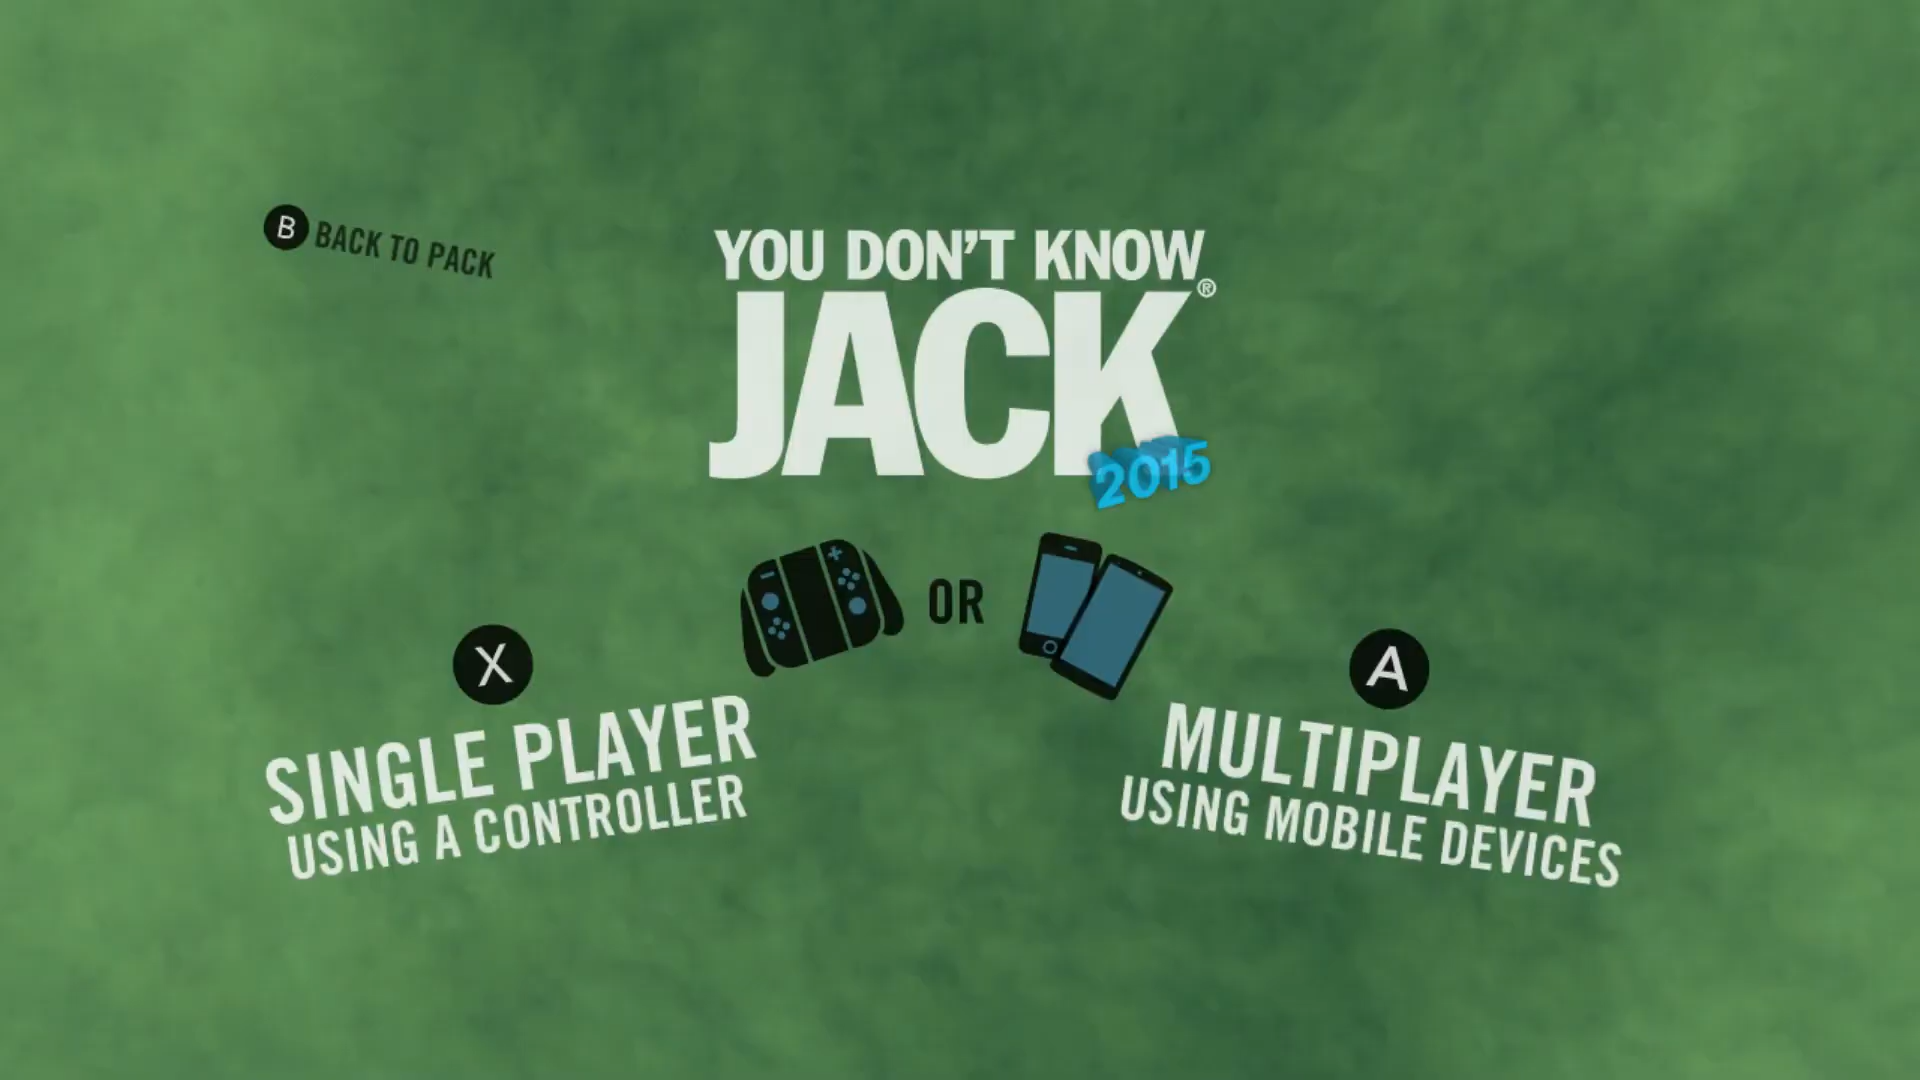 B BACK TO PACK
YOU DON'T KNOW
JACK®
2015
OR
X
SINGLE PLAYER
USING A CONTROLLER
A
MULTIPLAYER
USING MOBILE DEVICES